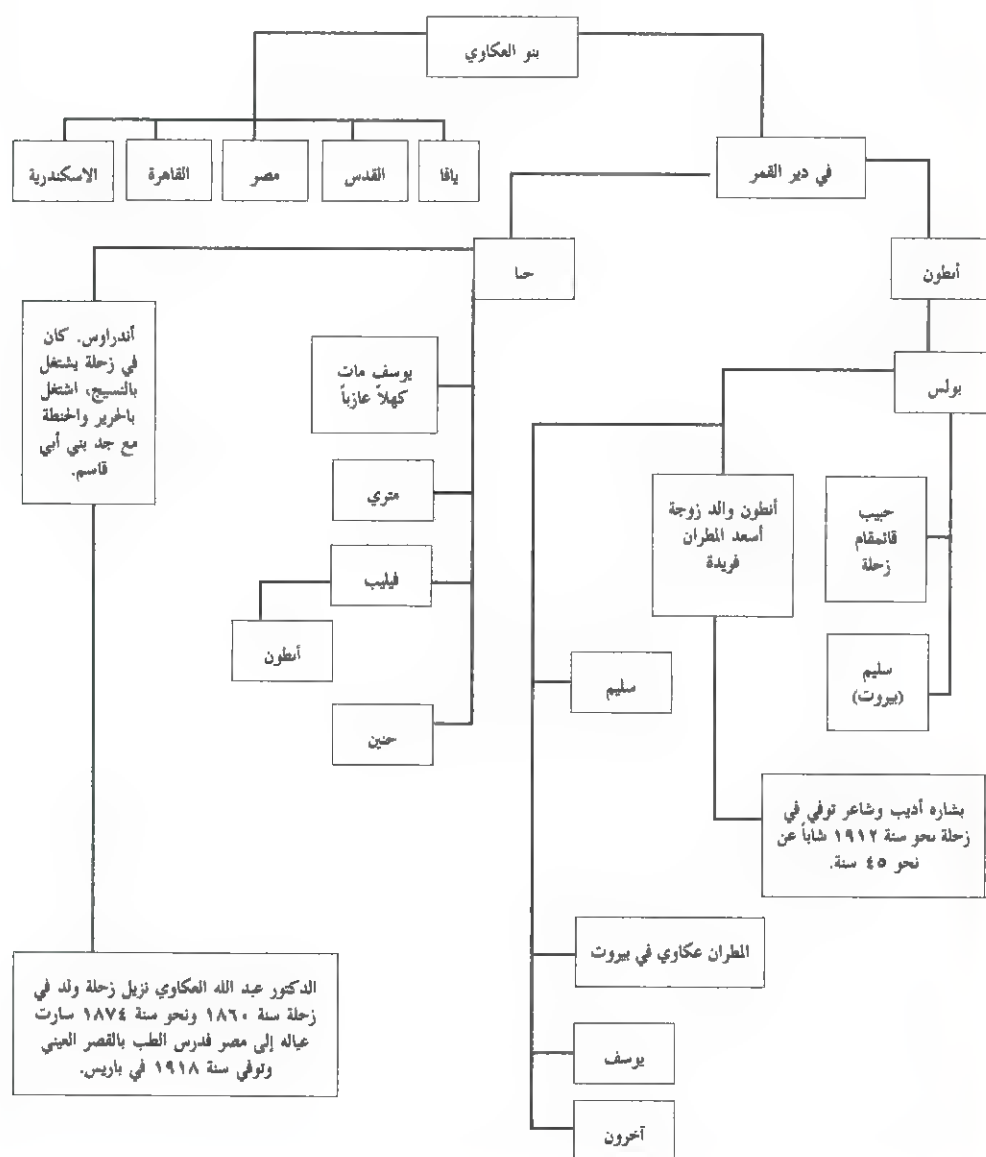 بنو العكاوي
يافا
القدس
مصر
القاهرة
الاسكندرية
في دير القمر
أنطون
حنا
بولس
أندراوس. كان
في زحلة يشتغل
بالنسيج، اشتغل
بالحرير والحنطة
مع جد بني أبي
قاسم.
يوسف مات
كهلاً عازباً
متري
فيليب
أنطون
حنين
حبيب
قائمقام
زحلة
سليم
(بيروت)
أنطون والد زوجة
أسعد المطران
فريدة
سليم
بشاره أديب وشاعر توفي في
زحلة نحو سنة ١٩١٢ شاباً عن
نحو ٤٥ سنة.
المطران عكاوي في بيروت
يوسف
آخرون
الدكتور عبد الله العكاوي نزيل زحلة ولد في
زحلة سنة ١٨٦٠ ونحو سنة ١٨٧٤ سارت
عياله إلى مصر فدرس الطب بالقصر العيني
وتوفي سنة ١٩١٨ في باريس.